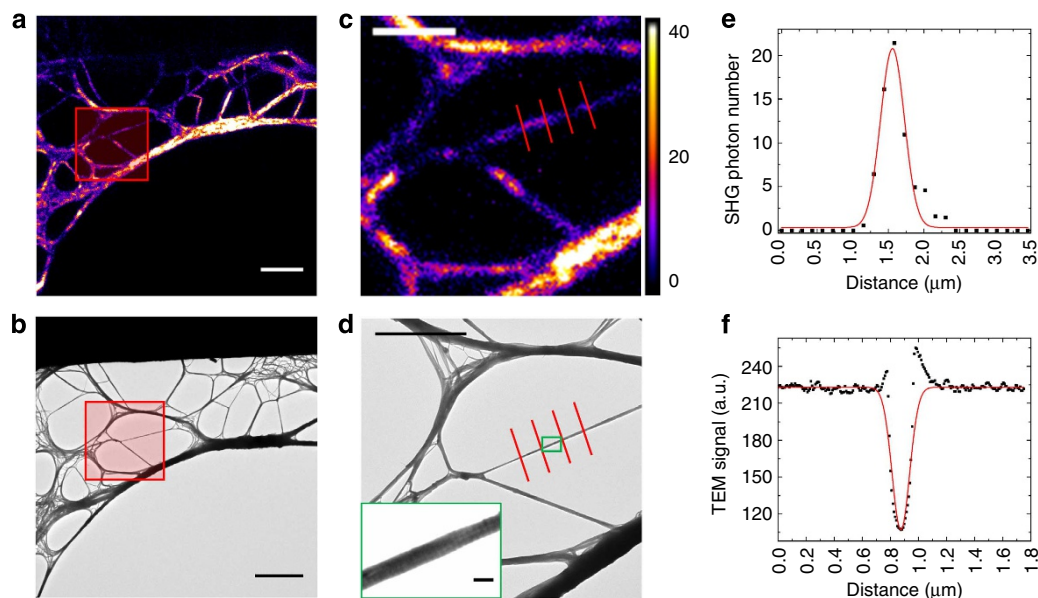 a
c
40
20
0
e
SHG photon number
20
15
10
5
0
0.0 0.5 1.0 1.5 2.0 2.5 3.0 3.5
Distance (μm)
b
d
f
TEM signal (a.u.)
240
210
180
150
120
0.0 0.2 0.4 0.6 0.8 1.0 1.2 1.4 1.6 1.8
Distance (μm)